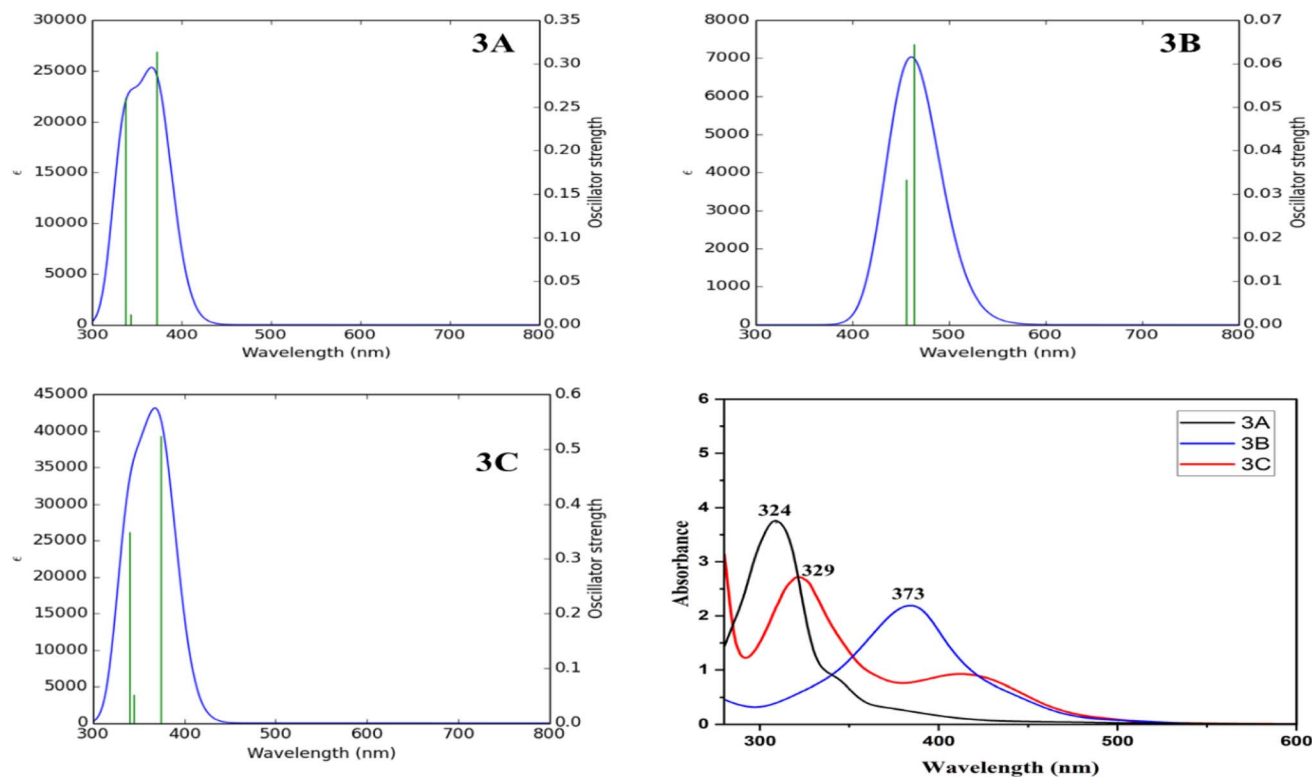 3A
30000
25000
20000
15000
10000
5000
0
ϵ
0.35
0.30
0.25
0.20
0.15
0.10
0.05
0.00
Oscillator strength
300 400 500 600 700 800
Wavelength (nm)
3B
8000
7000
6000
5000
4000
3000
2000
1000
0
ϵ
0.07
0.06
0.05
0.04
0.03
0.02
0.01
0.00
Oscillator strength
300 400 500 600 700 800
Wavelength (nm)
3C
45000
40000
35000
30000
25000
20000
15000
10000
5000
0
ϵ
0.6
0.5
0.4
0.3
0.2
0.1
0.0
Oscillator strength
300 400 500 600 700 800
Wavelength (nm)
6
5
4
3
2
1
0
Absorbance
3A
3B
3C
324
329
373
300 400 500 600
Wavelength (nm)